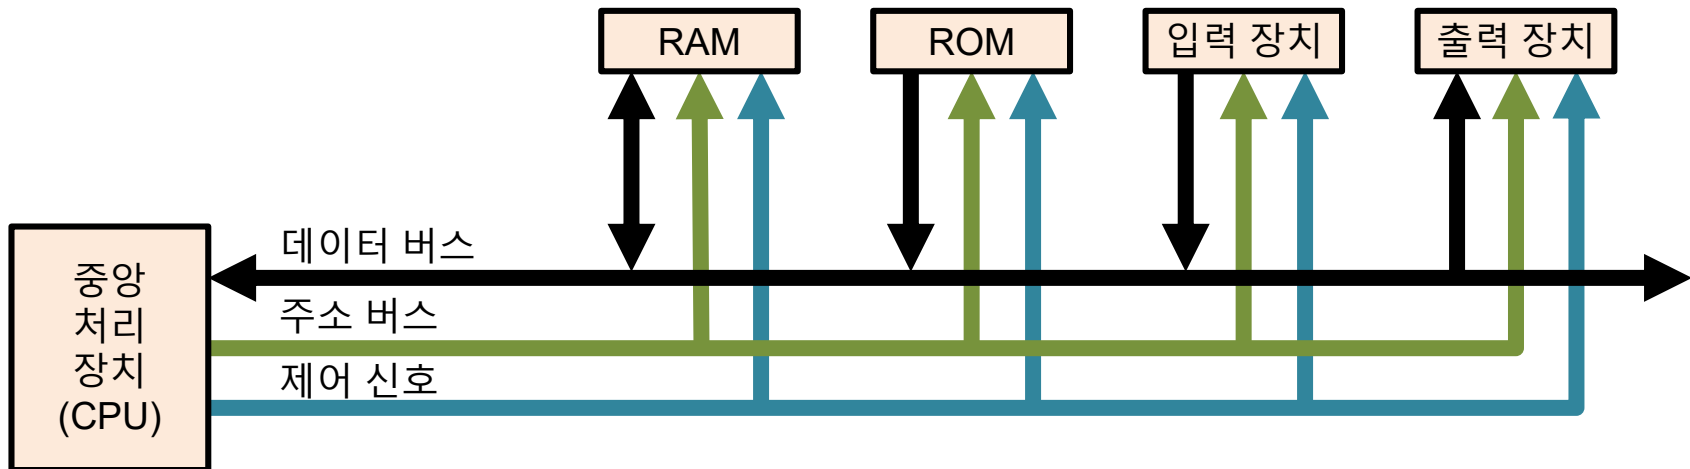 RAM
ROM
입력 장치
출력 장치
데이터 버스
주소 버스
제어 신호
중앙
처리
장치
(CPU)